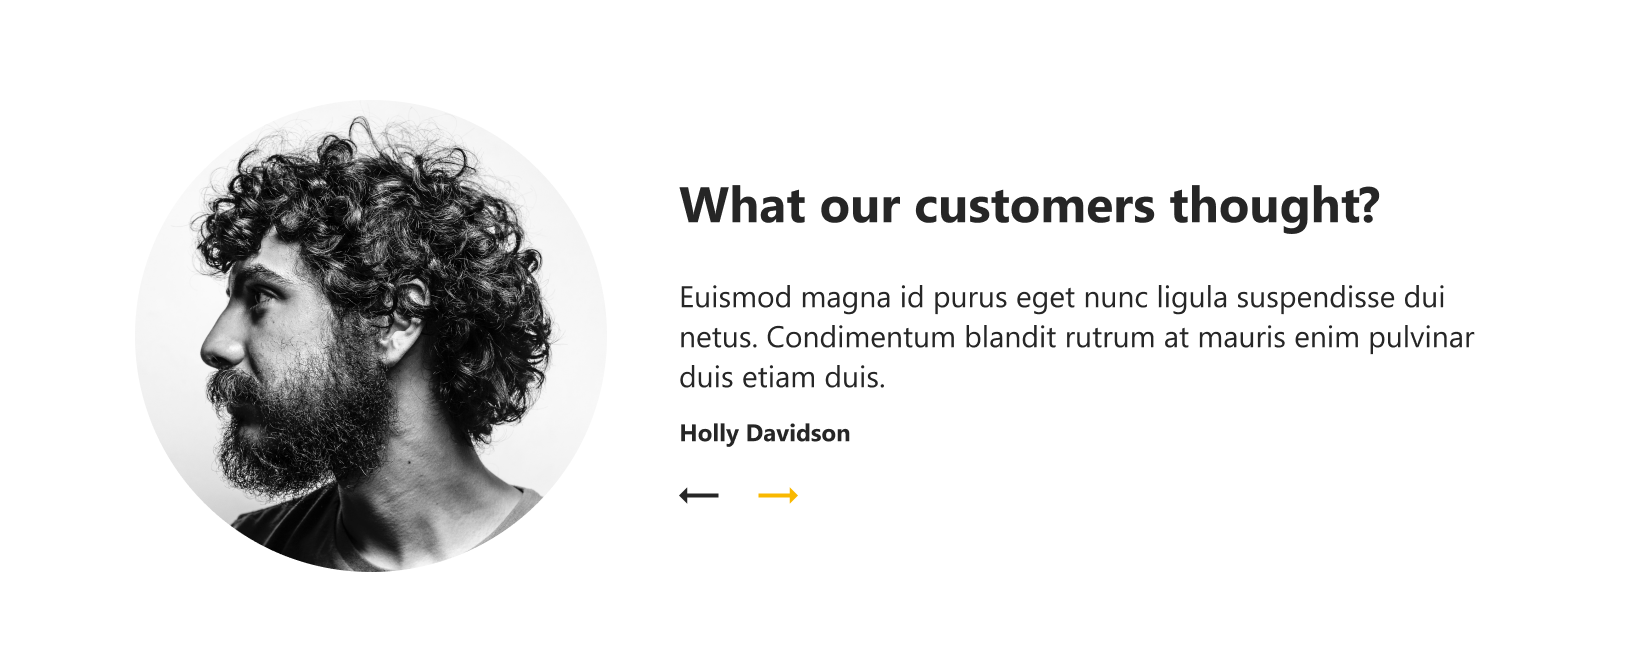 What our customers thought?
Euismod magna id purus eget nunc ligula suspendisse dui
netus. Condimentum blandit rutrum at mauris enim pulvinar
duis etiam duis.
Holly Davidson